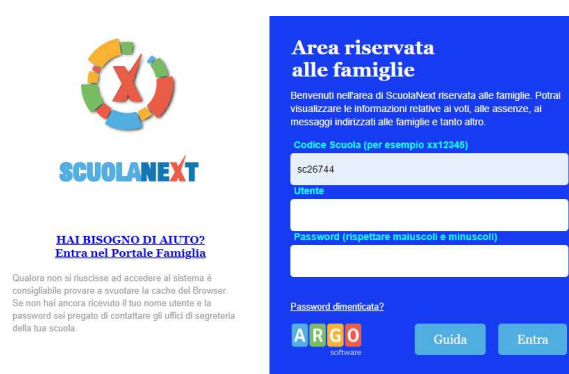 SCUOLANEXT
HAI BISOGNO DI AIUTO?
Entra nel Portale Famiglia
Qualora non si riuscisse ad accedere al sistema è
consigliabile provare a svuotare la cache del Browser.
Se non hai ancora ricevuto il tuo nome utente e la
password sei pregato di contattare gli uffici di segreteria
della tua scuola.
Area riservata
alle famiglie
Benvenuti nell'area di ScuolaNext riservata alle famiglie. Potrai
visualizzare le informazioni relative ai voti, alle assenze, ai
messaggi indirizzati alle famiglie e tanto altro.
Codice Scuola (per esempio xx12345)
sc26744
Utente
Password (rispettare maiuscoli e minuscoli)
Password dimenticata?
ARGO
software
Guida
Entra